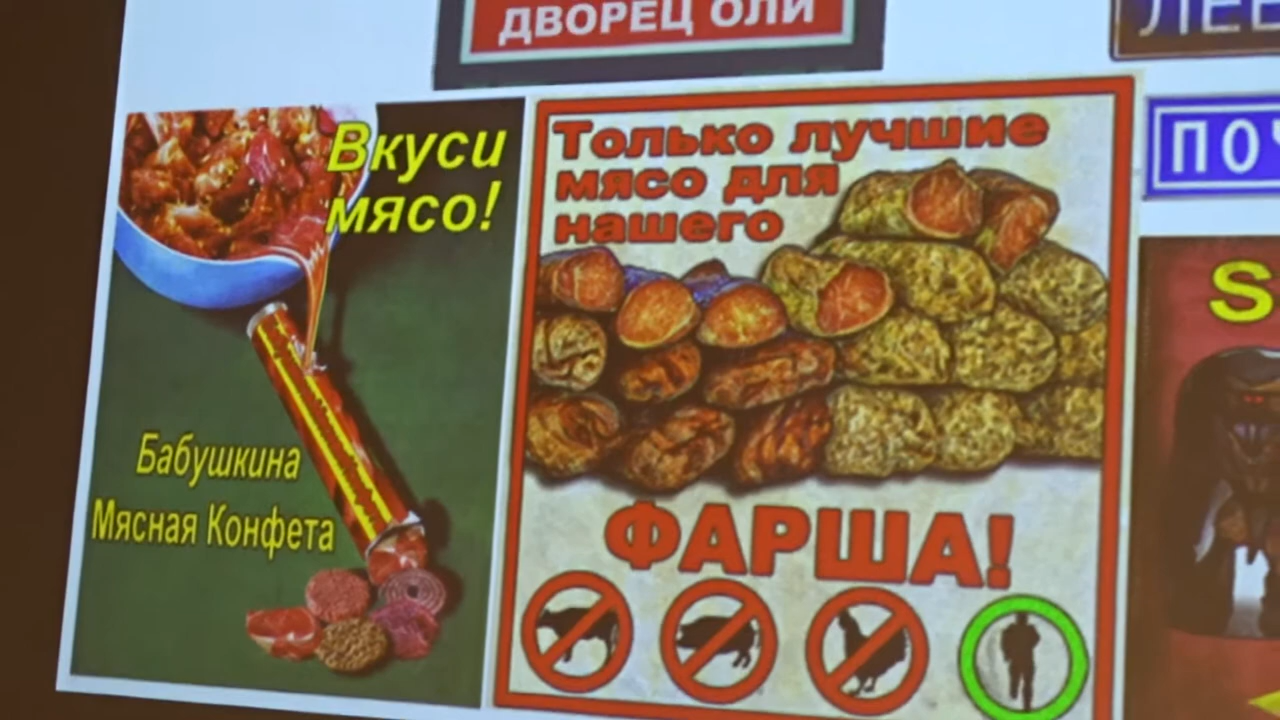 ДВОРЕЦ ОЛИ
Вкуси
мясо!
Бабушкина
Мясная Конфета
Только лучшие
мясо для
нашего
ФАРША!